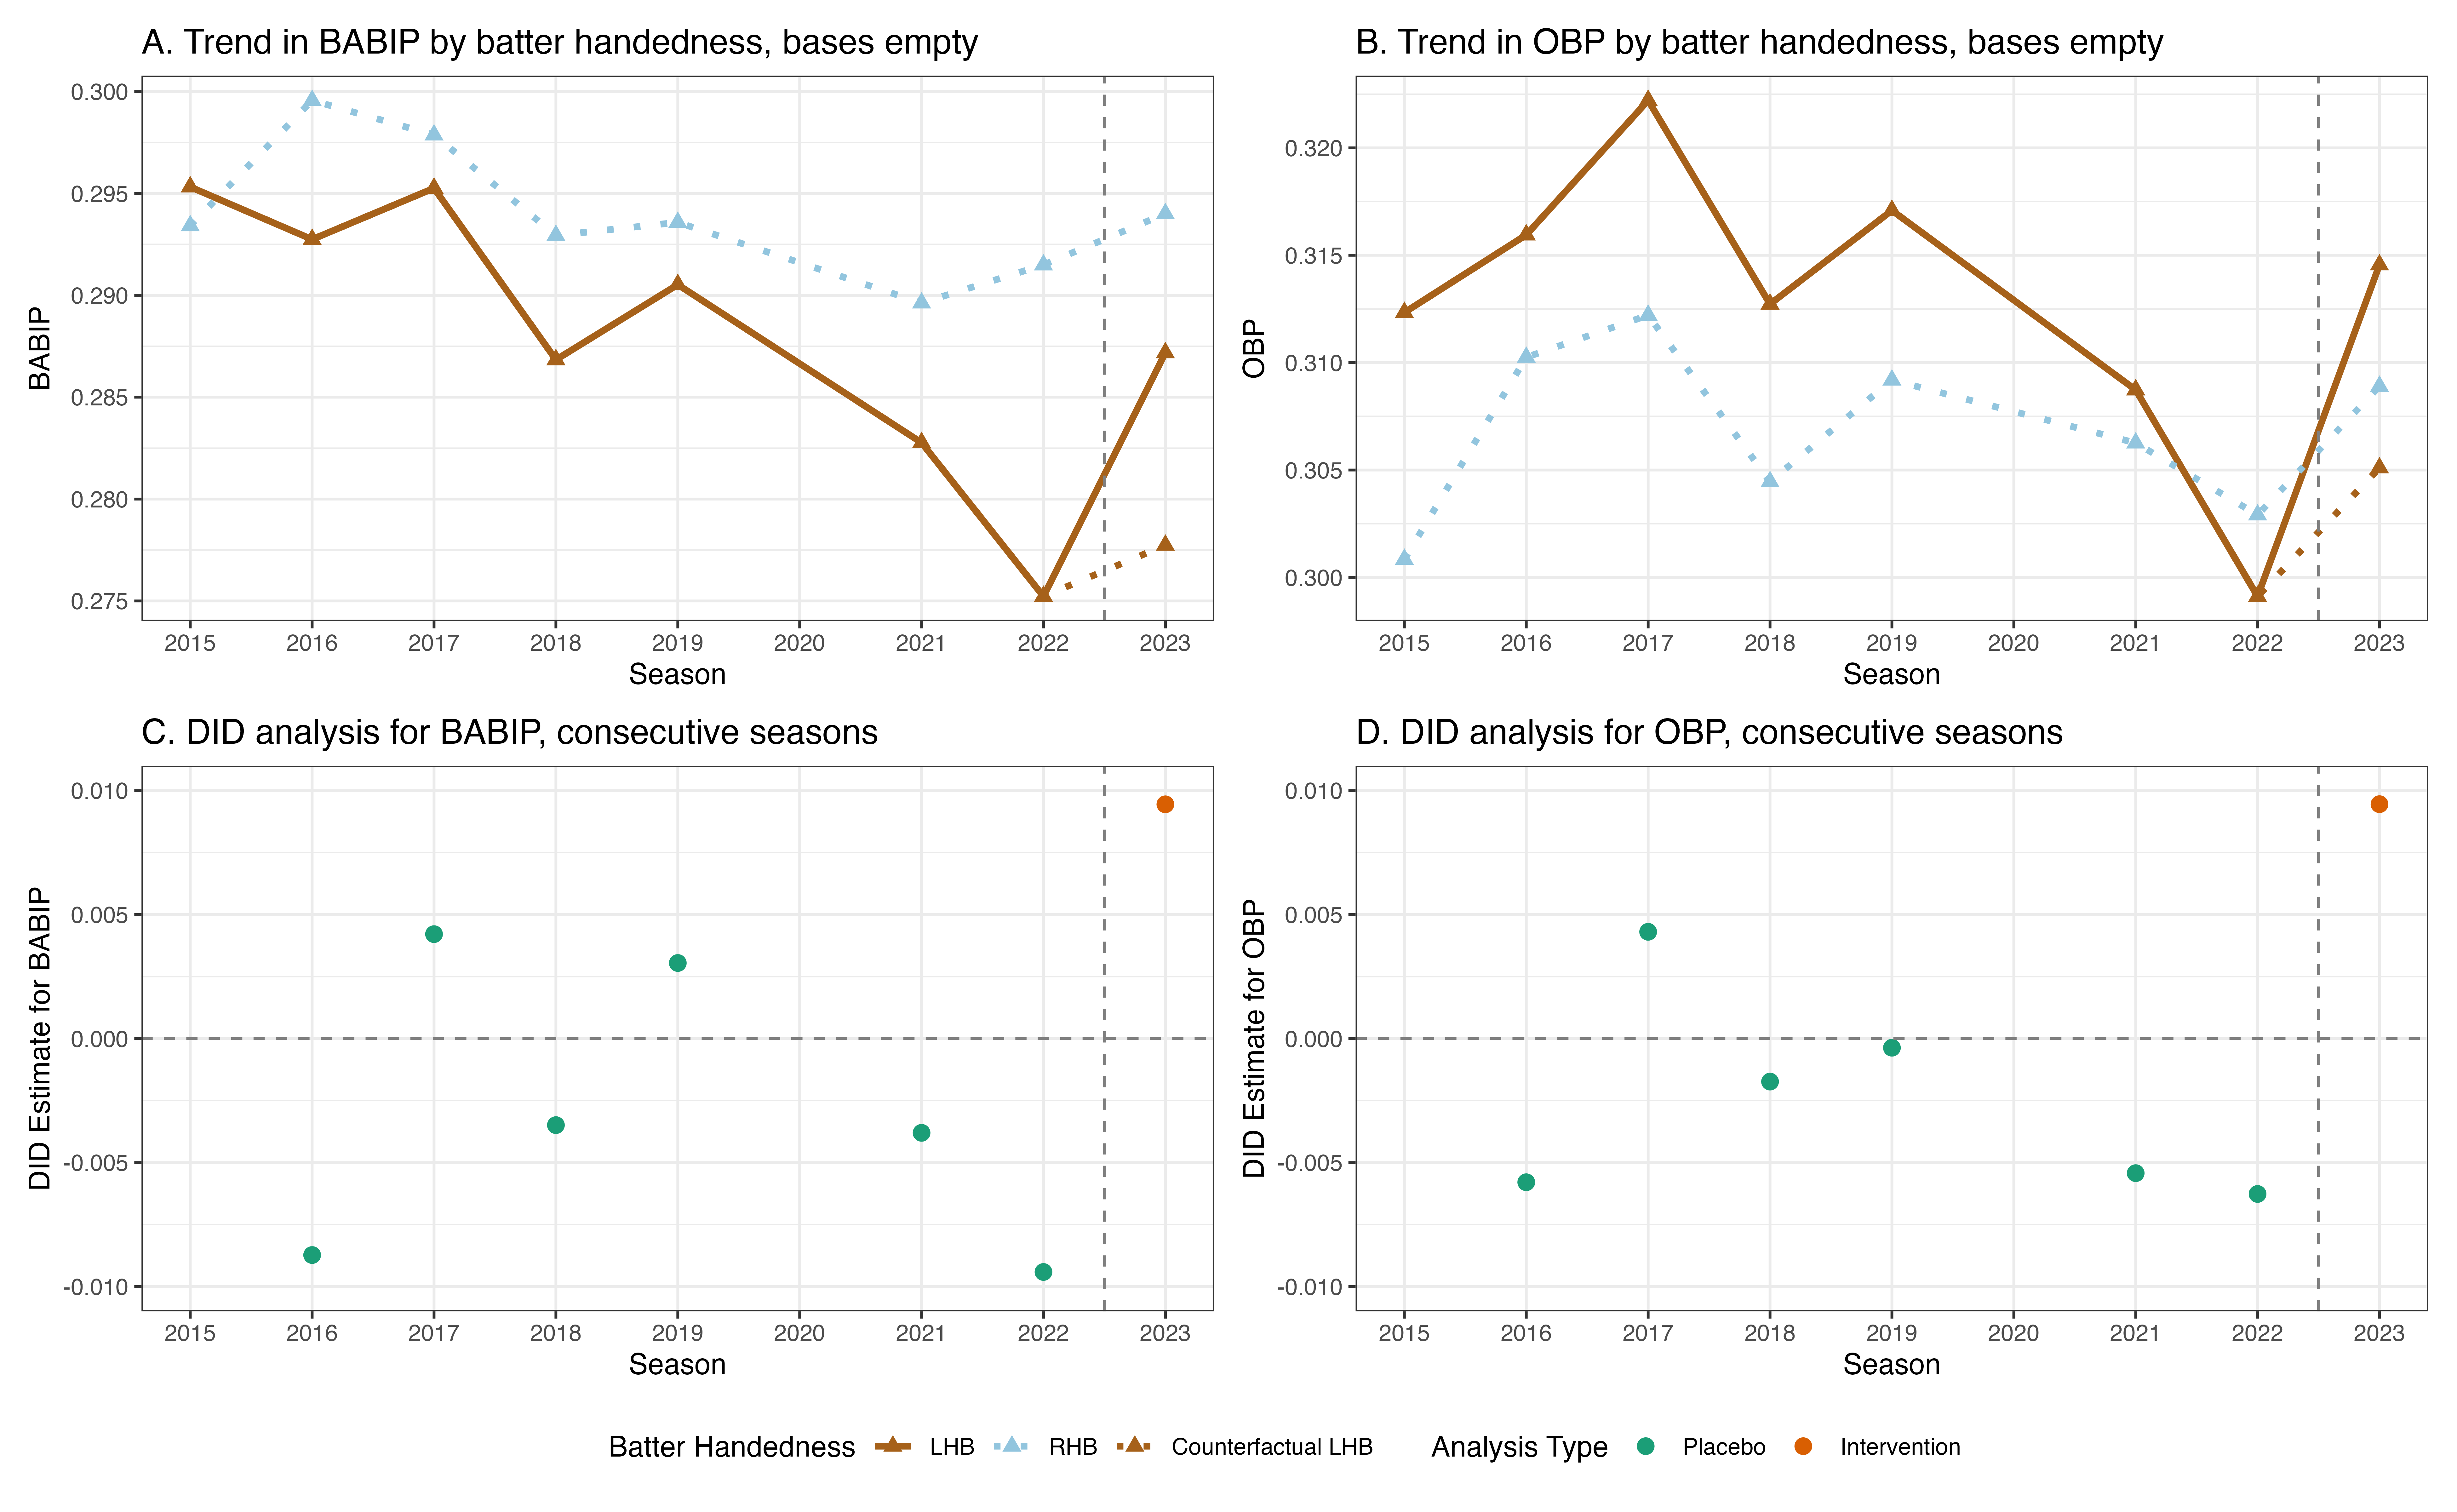 A. Trend in BABIP by batter handedness, bases empty
0.300
0.295
0.290
0.285
0.280
0.275
BABIP
2015 2016 2017 2018 2019 2020 2021 2022 2023
Season
B. Trend in OBP by batter handedness, bases empty
0.320
0.315
0.310
0.305
0.300
OBP
2015 2016 2017 2018 2019 2020 2021 2022 2023
Season
C. DID analysis for BABIP, consecutive seasons
0.010
0.005
0.000
-0.005
-0.010
DID Estimate for BABIP
2015 2016 2017 2018 2019 2020 2021 2022 2023
Season
D. DID analysis for OBP, consecutive seasons
0.010
0.005
0.000
-0.005
-0.010
DID Estimate for OBP
2015 2016 2017 2018 2019 2020 2021 2022 2023
Season
Batter Handedness LHB RHB Counterfactual LHB Analysis Type Placebo Intervention